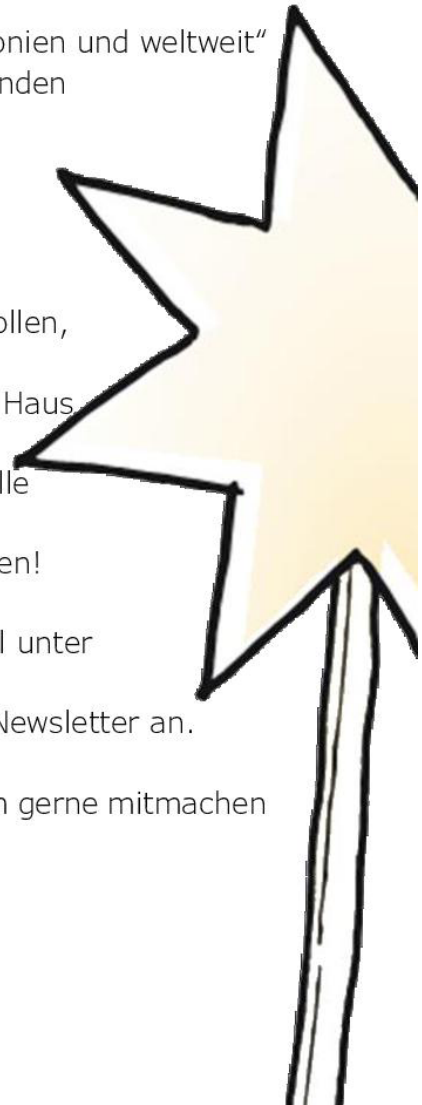 onien und weltweit“
nden
ollen,
Haus
lle
en!
l unter
Newsletter an.
n gerne mitmachen